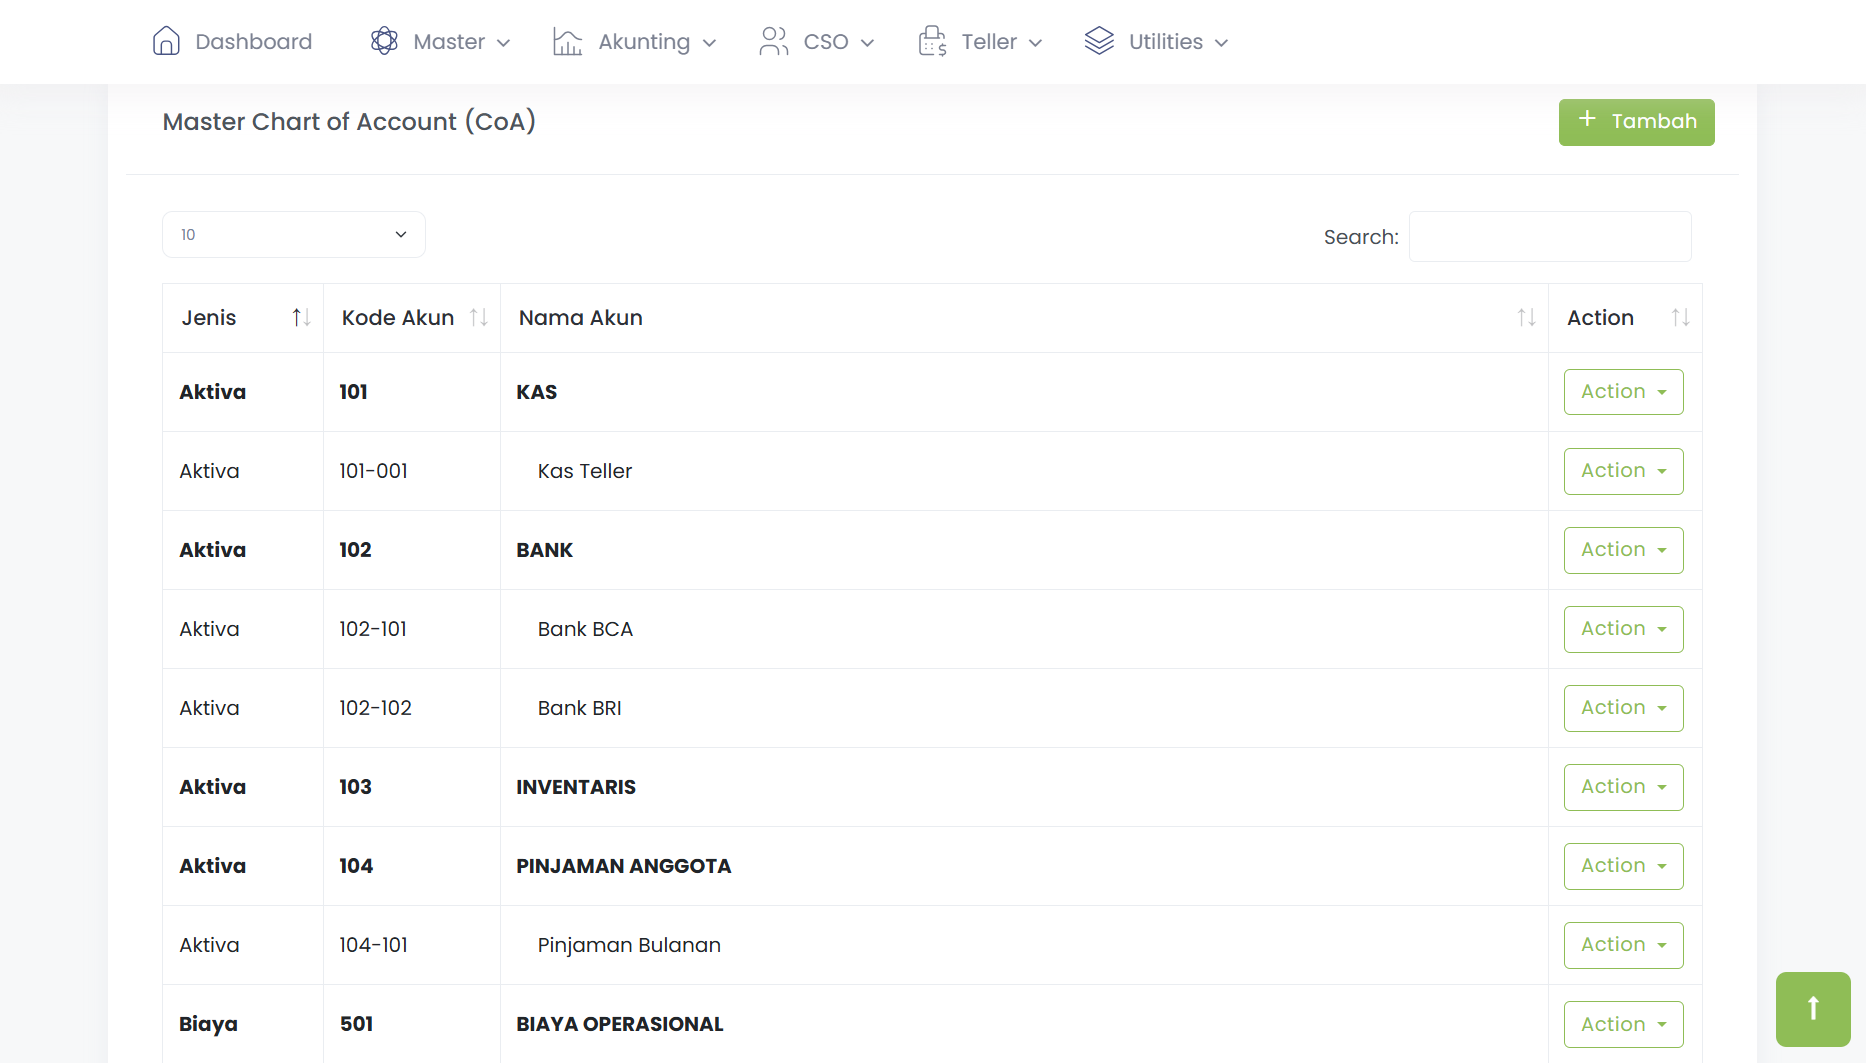 Dashboard Master Akunting CSO Teller Utilities
Master Chart of Account (CoA) + Tambah
10 Search:
Jenis Kode Akun Nama Akun Action
Aktiva 101 KAS Action
Aktiva 101-001 Kas Teller Action
Aktiva 102 BANK Action
Aktiva 102-101 Bank BCA Action
Aktiva 102-102 Bank BRI Action
Aktiva 103 INVENTARIS Action
Aktiva 104 PINJAMAN ANGGOTA Action
Aktiva 104-101 Pinjaman Bulanan Action
Biaya 501 BIAYA OPERASIONAL Action